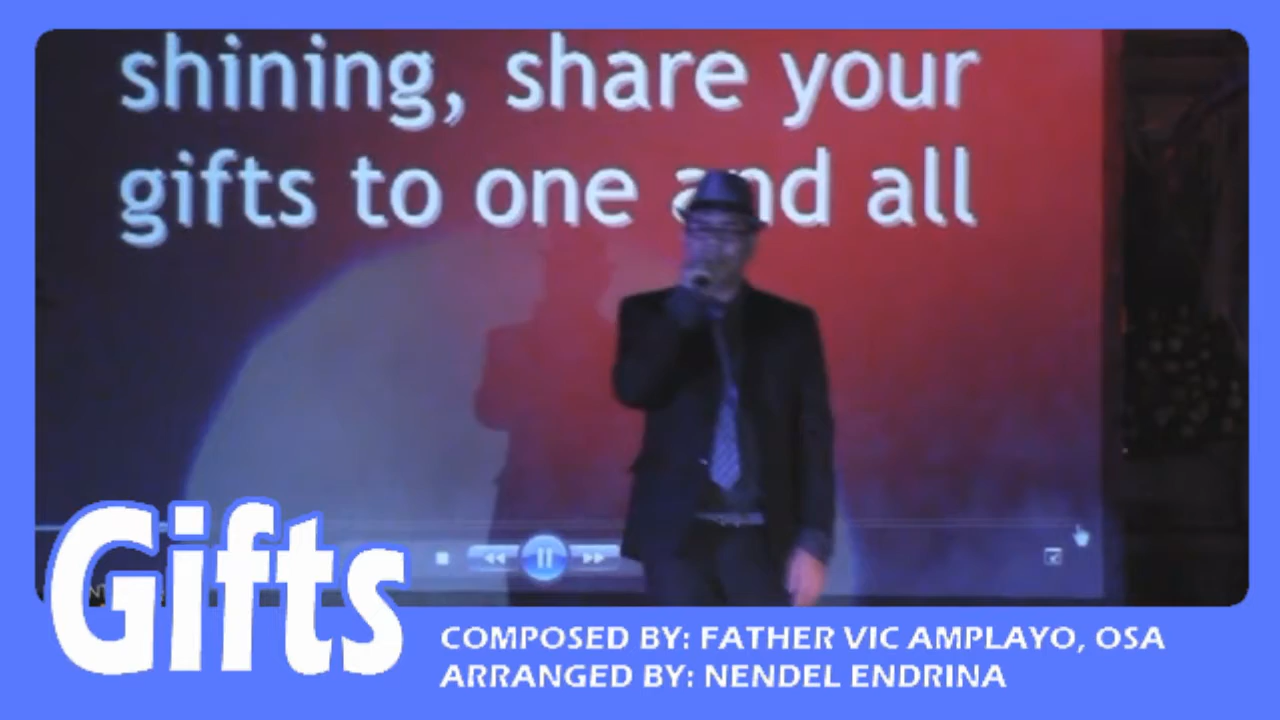 shining, share your
gifts to one and all
Gifts
COMPOSED BY: FATHER VIC AMPLAYO, OSA
ARRANGED BY: NENDEL ENDRINA